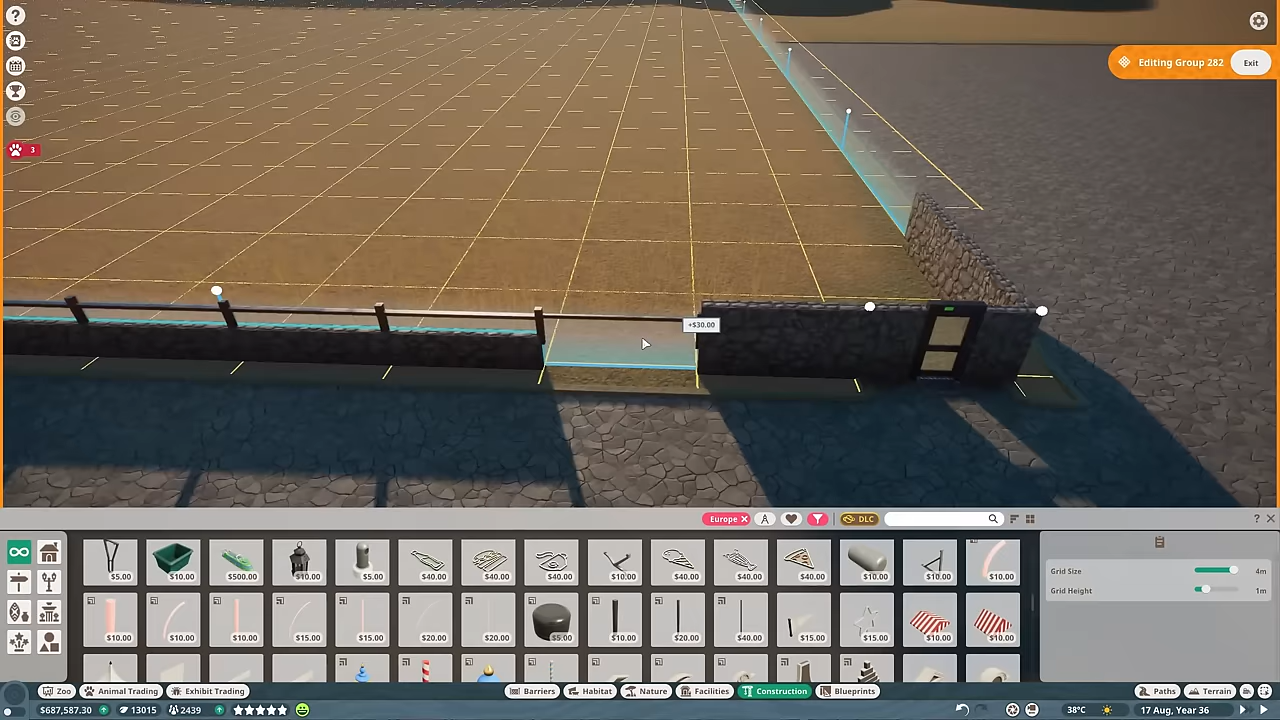 ?
Editing Group 282 Exit
3
+$30.00
Europe
DLC
?
$5.00 $10.00 $500.00 $10.00 $5.00 $40.00 $40.00 $40.00 $10.00 $40.00 $40.00 $40.00 $10.00 $10.00 $10.00
Grid Size 4m
Grid Height 1m
$10.00 $10.00 $10.00 $15.00 $15.00 $20.00 $20.00 $5.00 $10.00 $20.00 $40.00 $15.00 $15.00 $10.00 $10.00
Zoo Animal Trading Exhibit Trading Barriers Habitat Nature Facilities Construction Blueprints Paths Terrain
$687,587.30 13015 2439 38°C 17 Aug, Year 36